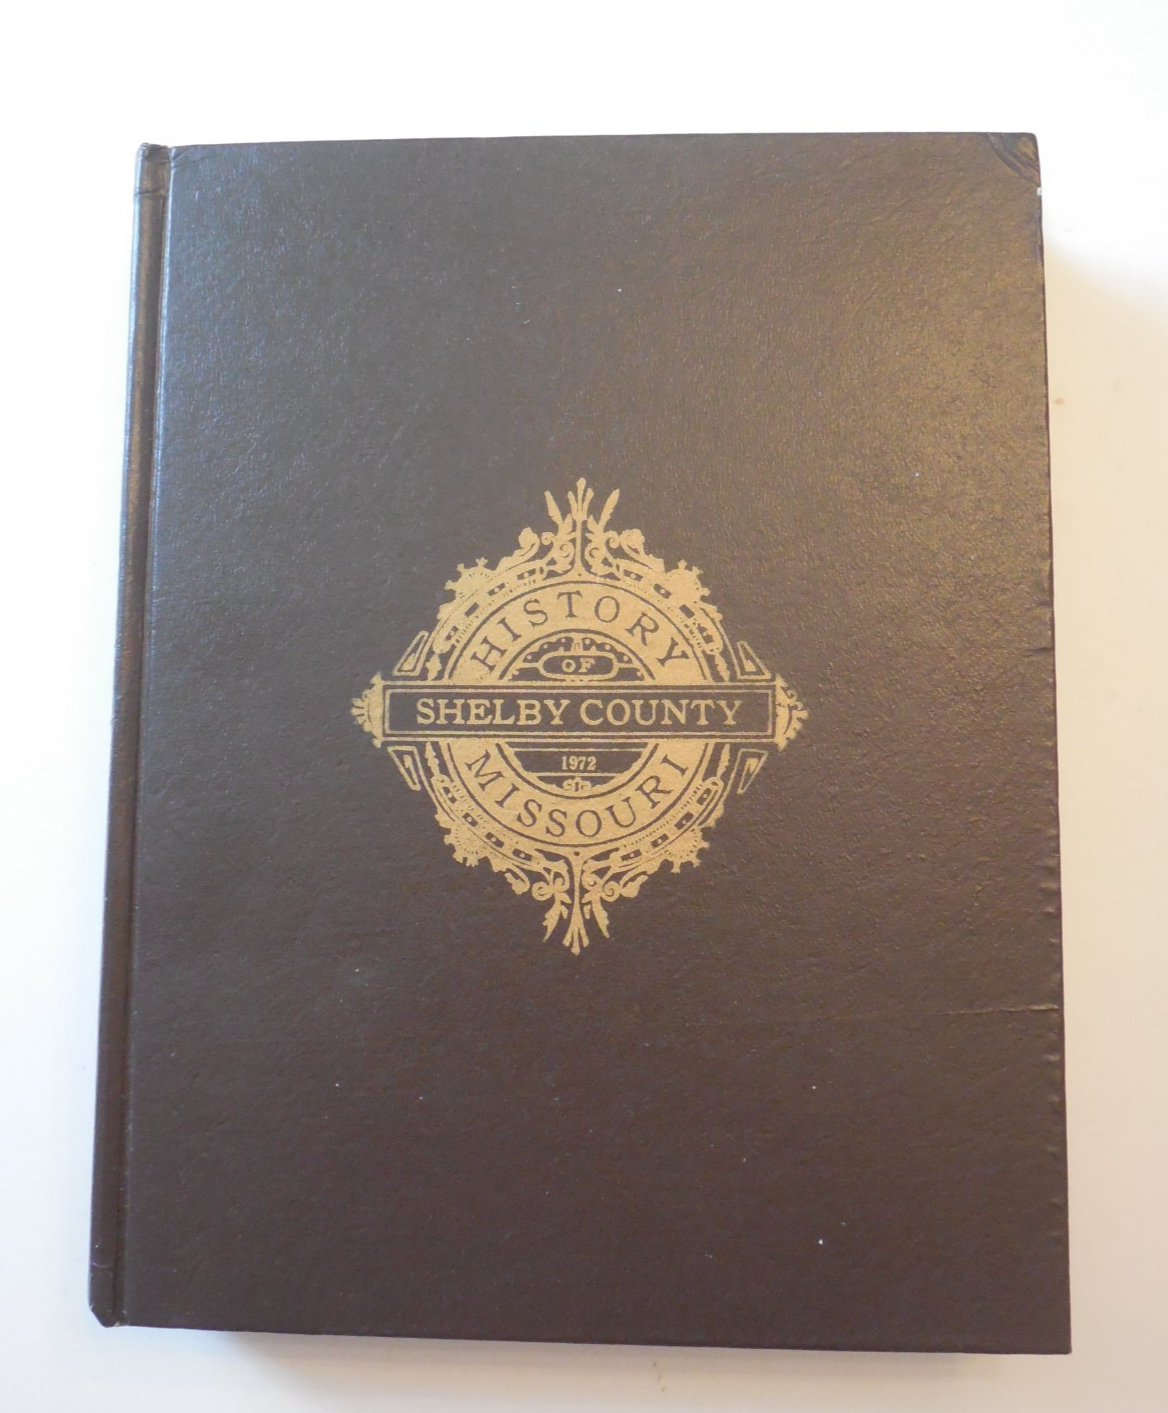 HISTORY
OF
SHELBY COUNTY
1972
MISSOURI